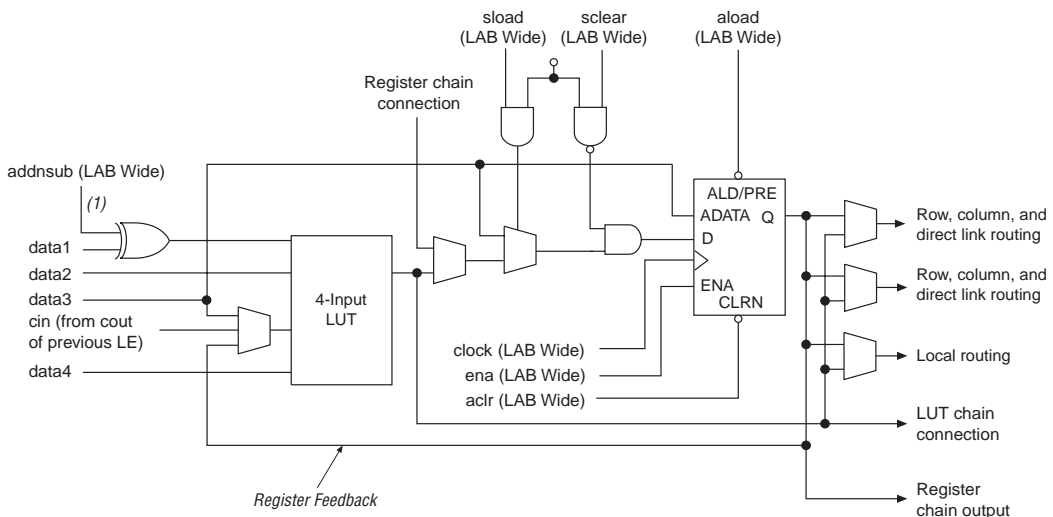 sload
(LAB Wide)
sclear
(LAB Wide)
aload
(LAB Wide)
Register chain
connection
addnsub (LAB Wide)
(1)
data1
data2
data3
cin (from cout
of previous LE)
data4
4-Input
LUT
ALD/PRE
ADATA Q
D
ENA
CLRN
clock (LAB Wide)
ena (LAB Wide)
aclr (LAB Wide)
Register Feedback
Row, column, and
direct link routing
Row, column, and
direct link routing
Local routing
LUT chain
connection
Register
chain output